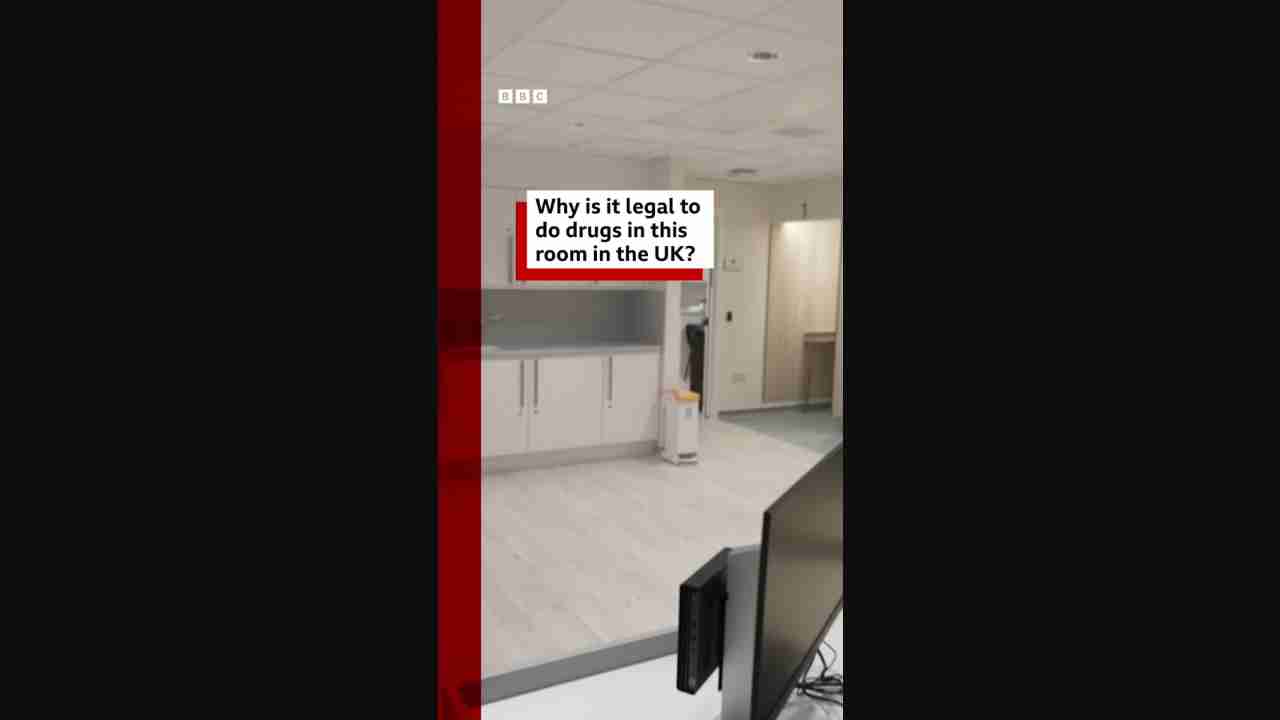 BBC
Why is it legal to
do drugs in this
room in the UK?